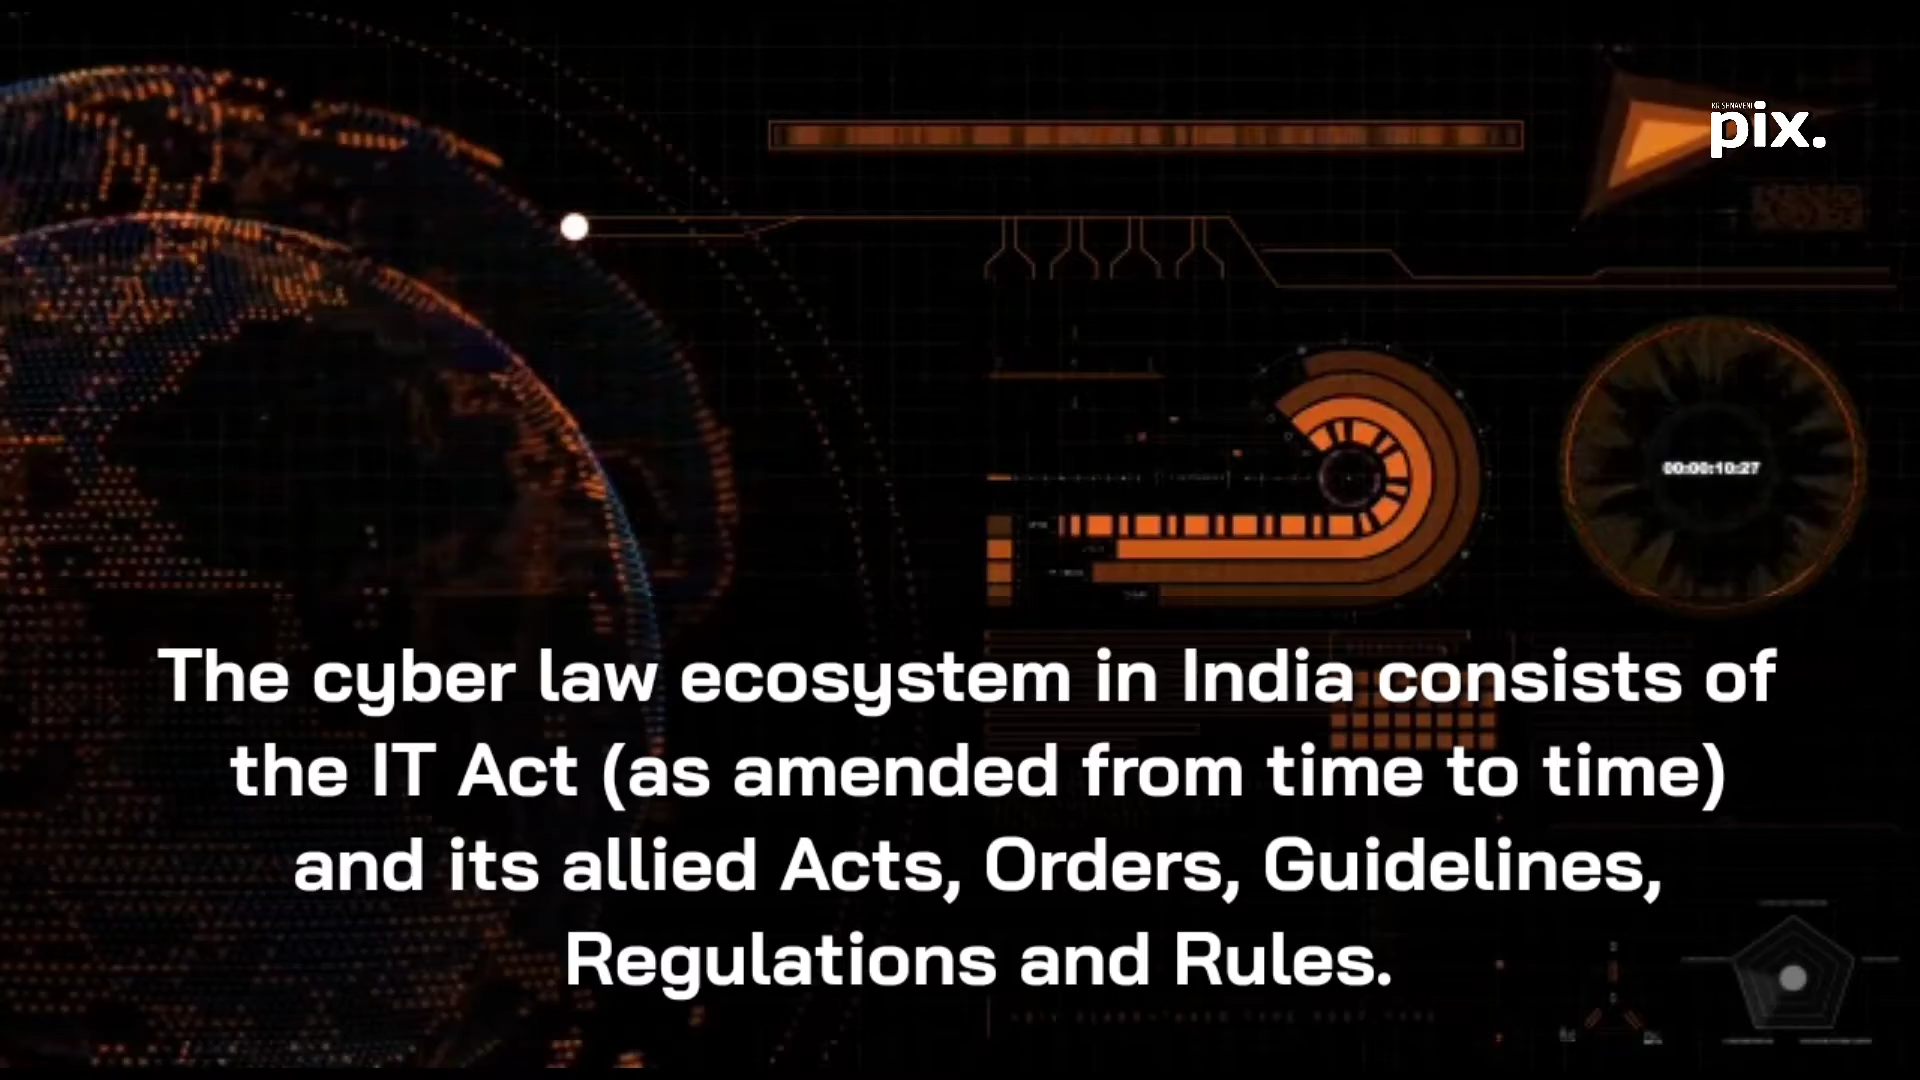 KRISHNAVENI
pix.
00:00:10:27
The cyber law ecosystem in India consists of
the IT Act (as amended from time to time)
and its allied Acts, Orders, Guidelines,
Regulations and Rules.